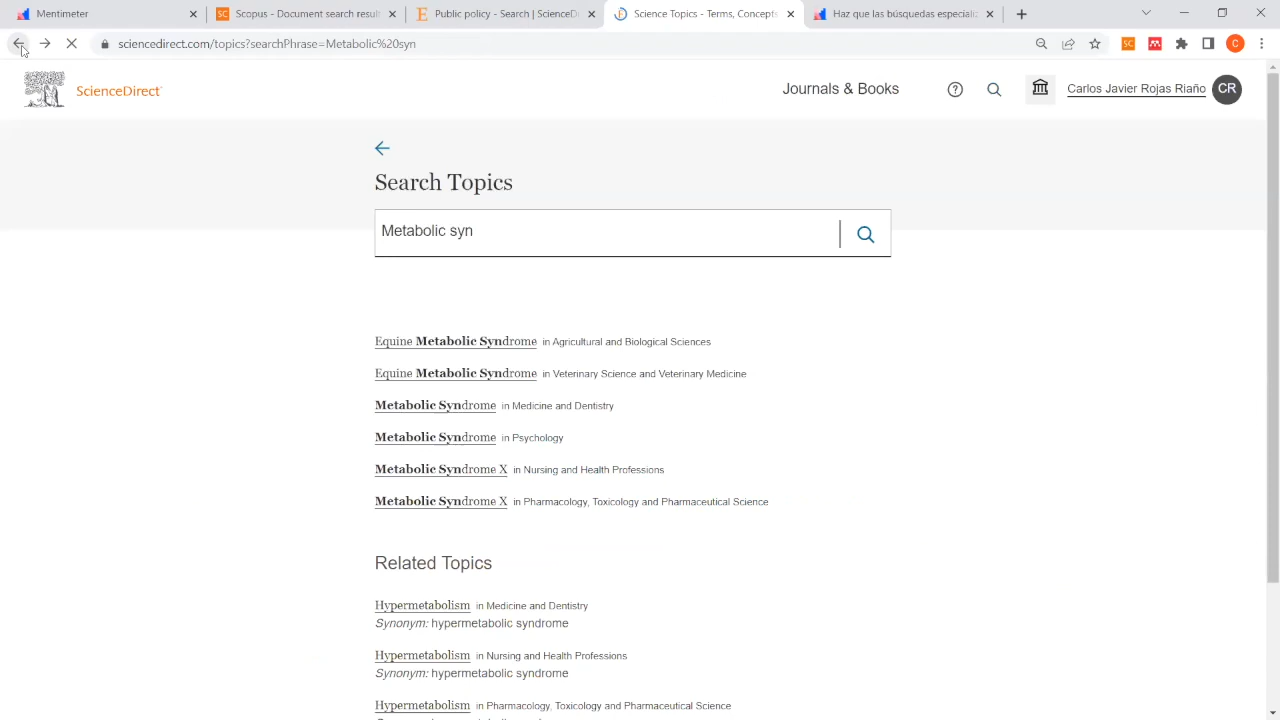 Mentimeter
Scopus - Document search result
Public policy - Search | ScienceDi
Science Topics - Terms, Concepts
Haz que las búsquedas especializ
sciencedirect.com/topics?searchPhrase=Metabolic%20syn
SC
C
ScienceDirect
Journals & Books
Carlos Javier Rojas Riaño
CR
Search Topics
Metabolic syn
Equine Metabolic Syndrome in Agricultural and Biological Sciences
Equine Metabolic Syndrome in Veterinary Science and Veterinary Medicine
Metabolic Syndrome in Medicine and Dentistry
Metabolic Syndrome in Psychology
Metabolic Syndrome X in Nursing and Health Professions
Metabolic Syndrome X in Pharmacology, Toxicology and Pharmaceutical Science
Related Topics
Hypermetabolism in Medicine and Dentistry
Synonym: hypermetabolic syndrome
Hypermetabolism in Nursing and Health Professions
Synonym: hypermetabolic syndrome
Hypermetabolism in Pharmacology, Toxicology and Pharmaceutical Science